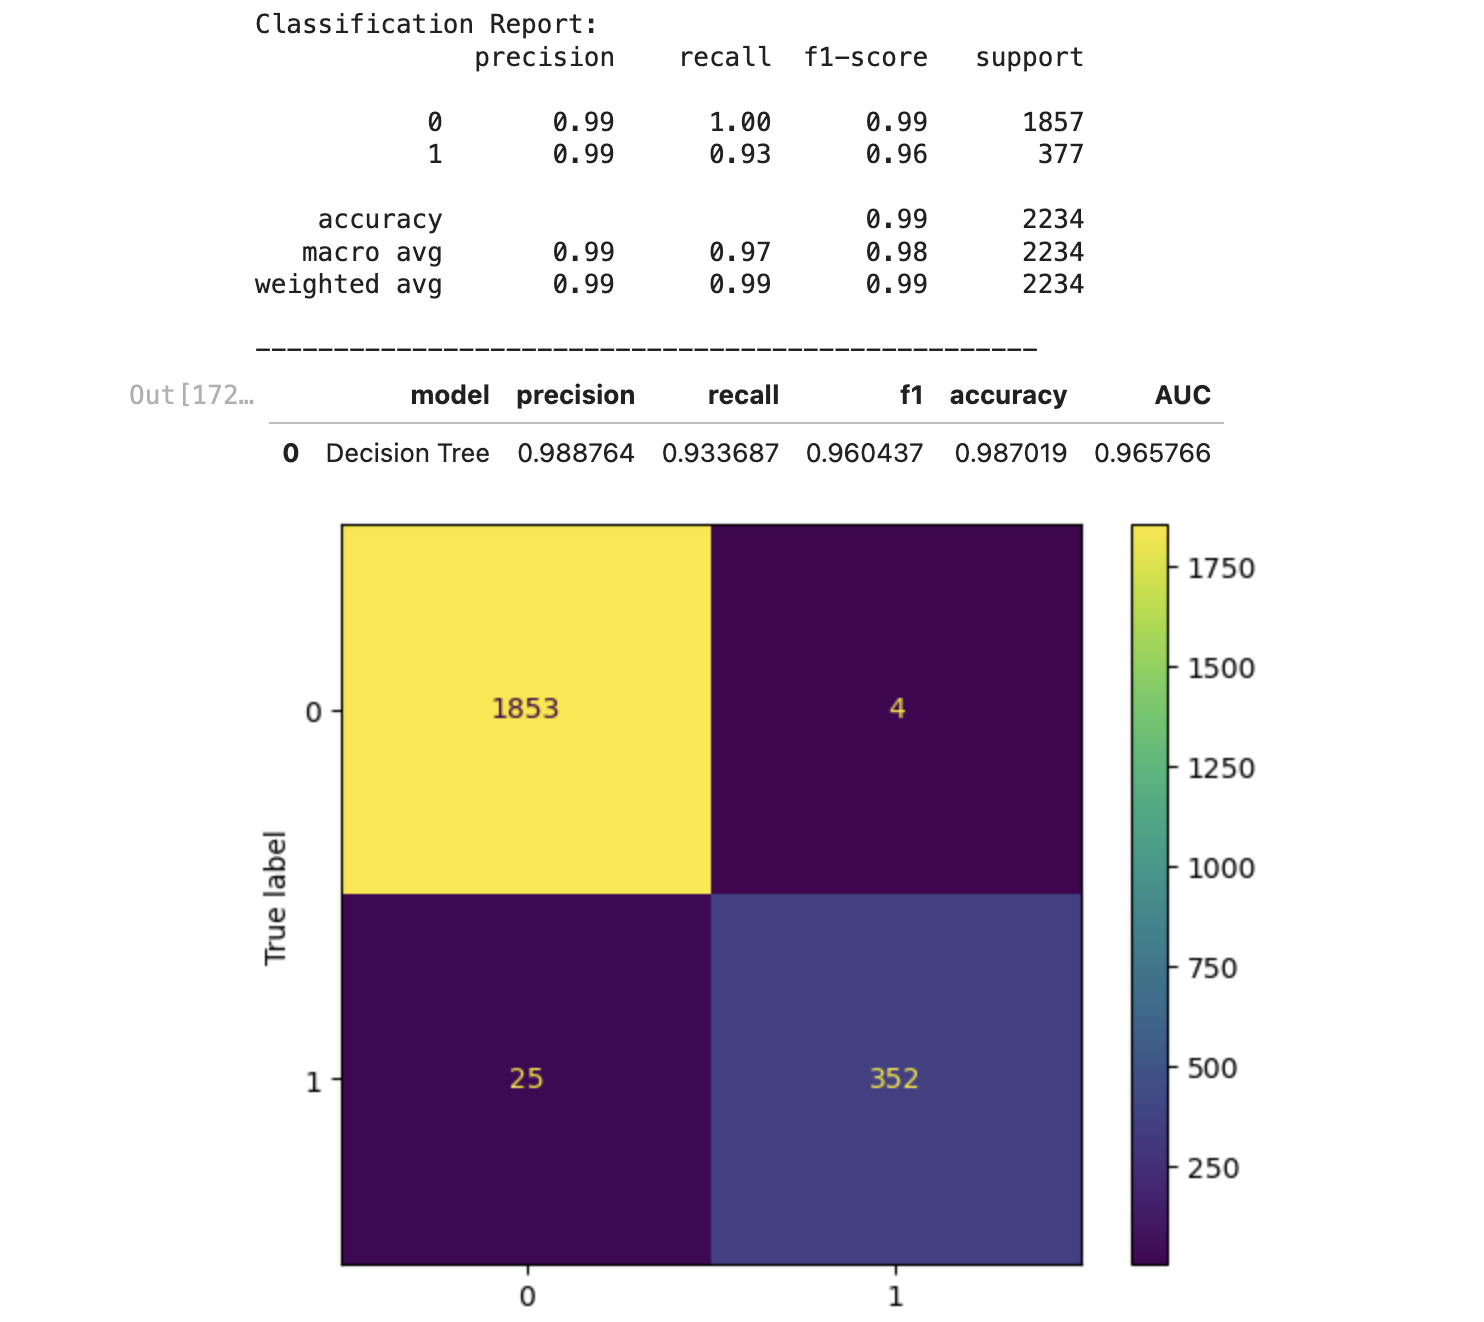 Classification Report:
precision recall f1-score support
0 0.99 1.00 0.99 1857
1 0.99 0.93 0.96 377
accuracy 0.99 2234
macro avg 0.99 0.97 0.98 2234
weighted avg 0.99 0.99 0.99 2234
--------------------------------------------------
Out[172…
model precision recall f1 accuracy AUC
0 Decision Tree 0.988764 0.933687 0.960437 0.987019 0.965766
1750
1500
1250
1000
750
500
250
0
1853 4
True label
1
25 352
0 1